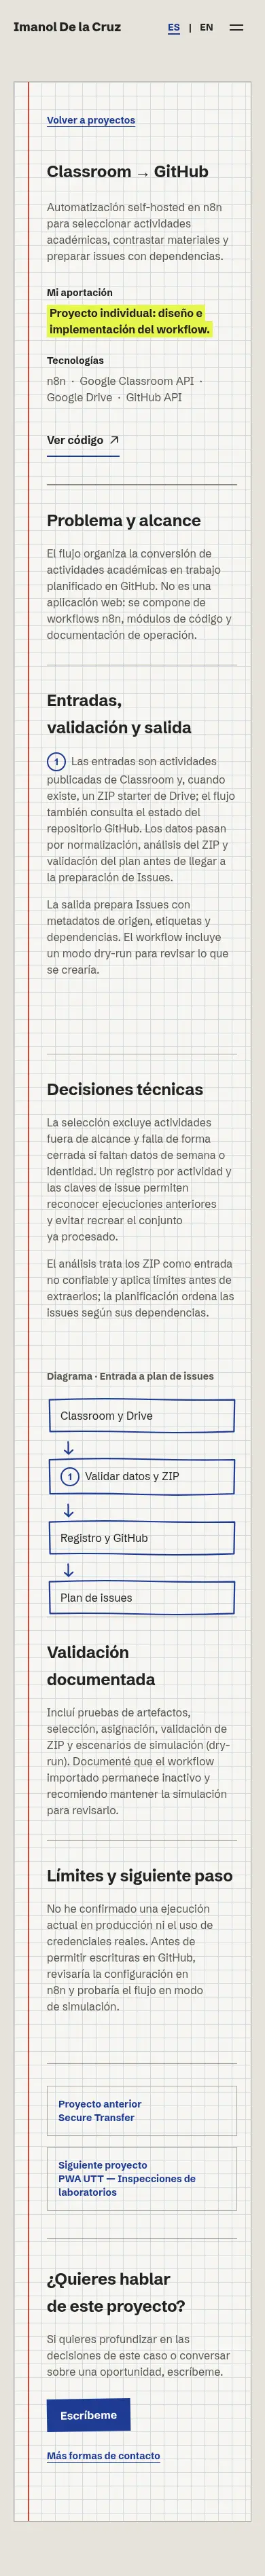 Imanol De la Cruz
ES | EN
Volver a proyectos
Classroom → GitHub
Automatización self-hosted en n8n
para seleccionar actividades
académicas, contrastar materiales y
preparar issues con dependencias.
Mi aportación
Proyecto individual: diseño e
implementación del workflow.
Tecnologías
n8n · Google Classroom API ·
Google Drive · GitHub API
Ver código ↗
Problema y alcance
El flujo organiza la conversión de
actividades académicas en trabajo
planificado en GitHub. No es una
aplicación web: se compone de
workflows n8n, módulos de código y
documentación de operación.
Entradas,
validación y salida
1 Las entradas son actividades
publicadas de Classroom y, cuando
existe, un ZIP starter de Drive; el flujo
también consulta el estado del
repositorio GitHub. Los datos pasan
por normalización, análisis del ZIP y
validación del plan antes de llegar a
la preparación de Issues.
La salida prepara Issues con
metadatos de origen, etiquetas y
dependencias. El workflow incluye
un modo dry-run para revisar lo que
se crearía.
Decisiones técnicas
La selección excluye actividades
fuera de alcance y falla de forma
cerrada si faltan datos de semana o
identidad. Un registro por actividad y
las claves de issue permiten
reconocer ejecuciones anteriores
y evitar recrear el conjunto
ya procesado.
El análisis trata los ZIP como entrada
no confiable y aplica límites antes de
extraerlos; la planificación ordena las
issues según sus dependencias.
Diagrama · Entrada a plan de issues
Classroom y Drive
↓
1 Validar datos y ZIP
↓
Registro y GitHub
↓
Plan de issues
Validación
documentada
Incluí pruebas de artefactos,
selección, asignación, validación de
ZIP y escenarios de simulación (dry-
run). Documenté que el workflow
importado permanece inactivo y
recomiendo mantener la simulación
para revisarlo.
Límites y siguiente paso
No he confirmado una ejecución
actual en producción ni el uso de
credenciales reales. Antes de
permitir escrituras en GitHub,
revisaría la configuración en
n8n y probaría el flujo en modo
de simulación.
Proyecto anterior
Secure Transfer
Siguiente proyecto
PWA UTT — Inspecciones de
laboratorios
¿Quieres hablar
de este proyecto?
Si quieres profundizar en las
decisiones de este caso o conversar
sobre una oportunidad, escríbeme.
Escríbeme
Más formas de contacto